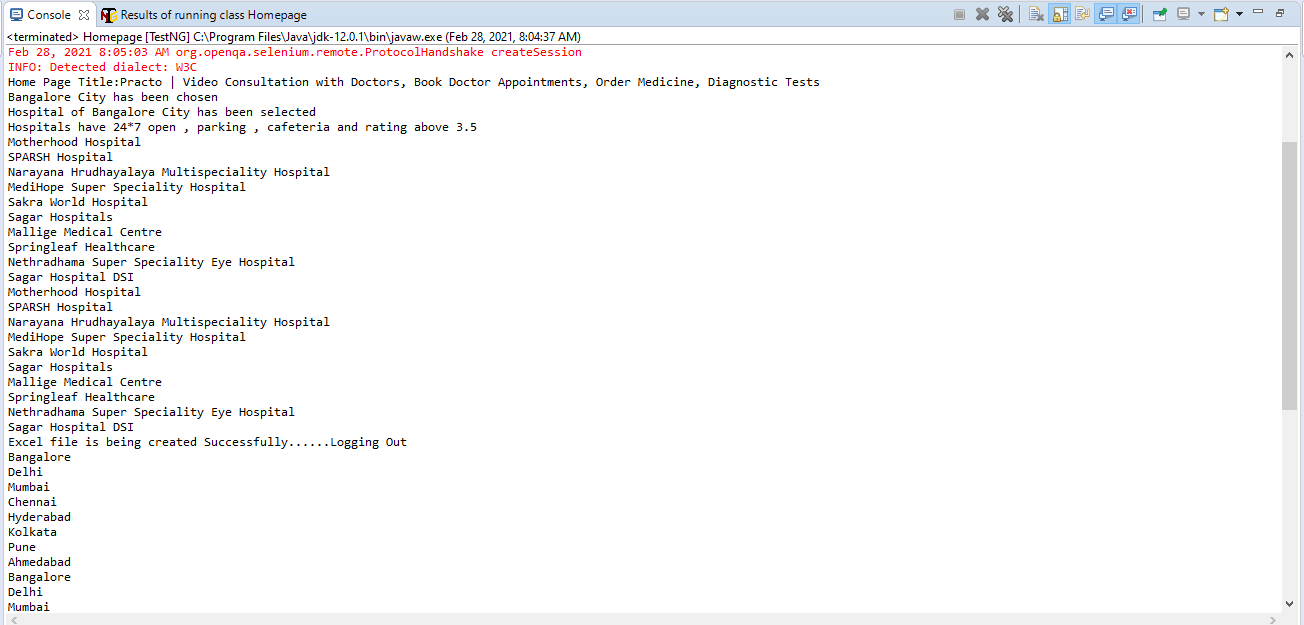 Console Results of running class Homepage
<terminated> Homepage [TestNG] C:\Program Files\Java\jdk-12.0.1\bin\javaw.exe (Feb 28, 2021, 8:04:37 AM)
Feb 28, 2021 8:05:03 AM org.openqa.selenium.remote.ProtocolHandshake createSession
INFO: Detected dialect: W3C
Home Page Title:Practo | Video Consultation with Doctors, Book Doctor Appointments, Order Medicine, Diagnostic Tests
Bangalore City has been chosen
Hospital of Bangalore City has been selected
Hospitals have 24*7 open , parking , cafeteria and rating above 3.5
Motherhood Hospital
SPARSH Hospital
Narayana Hrudhayalaya Multispeciality Hospital
MediHope Super Speciality Hospital
Sakra World Hospital
Sagar Hospitals
Mallige Medical Centre
Springleaf Healthcare
Nethradhama Super Speciality Eye Hospital
Sagar Hospital DSI
Motherhood Hospital
SPARSH Hospital
Narayana Hrudhayalaya Multispeciality Hospital
MediHope Super Speciality Hospital
Sakra World Hospital
Sagar Hospitals
Mallige Medical Centre
Springleaf Healthcare
Nethradhama Super Speciality Eye Hospital
Sagar Hospital DSI
Excel file is being created Successfully......Logging Out
Bangalore
Delhi
Mumbai
Chennai
Hyderabad
Kolkata
Pune
Ahmedabad
Bangalore
Delhi
Mumbai